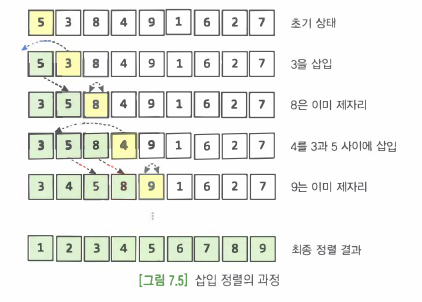 5 3 8 4 9 1 6 2 7 초기 상태
5 3 8 4 9 1 6 2 7 3을 삽입
3 5 8 4 9 1 6 2 7 8은 이미 제자리
3 5 8 4 9 1 6 2 7 4를 3과 5 사이에 삽입
3 4 5 8 9 1 6 2 7 9는 이미 제자리
1 2 3 4 5 6 7 8 9 최종 정렬 결과
[그림 7.5] 삽입 정렬의 과정